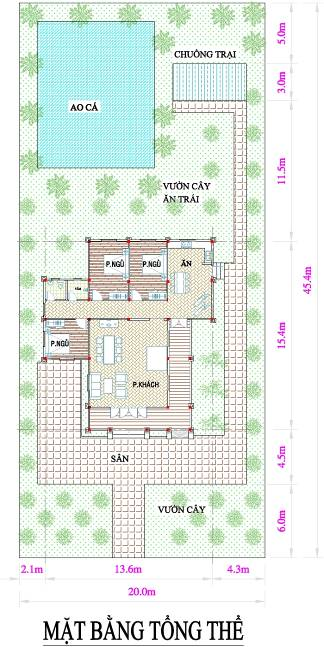 5.0m
CHUỒNG TRẠI
3.0m
AO CÁ
11.5m
VƯỜN CÂY
ĂN TRÁI
45.4m
P.NGỦ
P.NGỦ
ĂN
15.4m
P.NGỦ
P.KHÁCH
SÂN
4.5m
VƯỜN CÂY
6.0m
2.1m
13.6m
4.3m
20.0m
MẶT BẰNG TỔNG THỂ